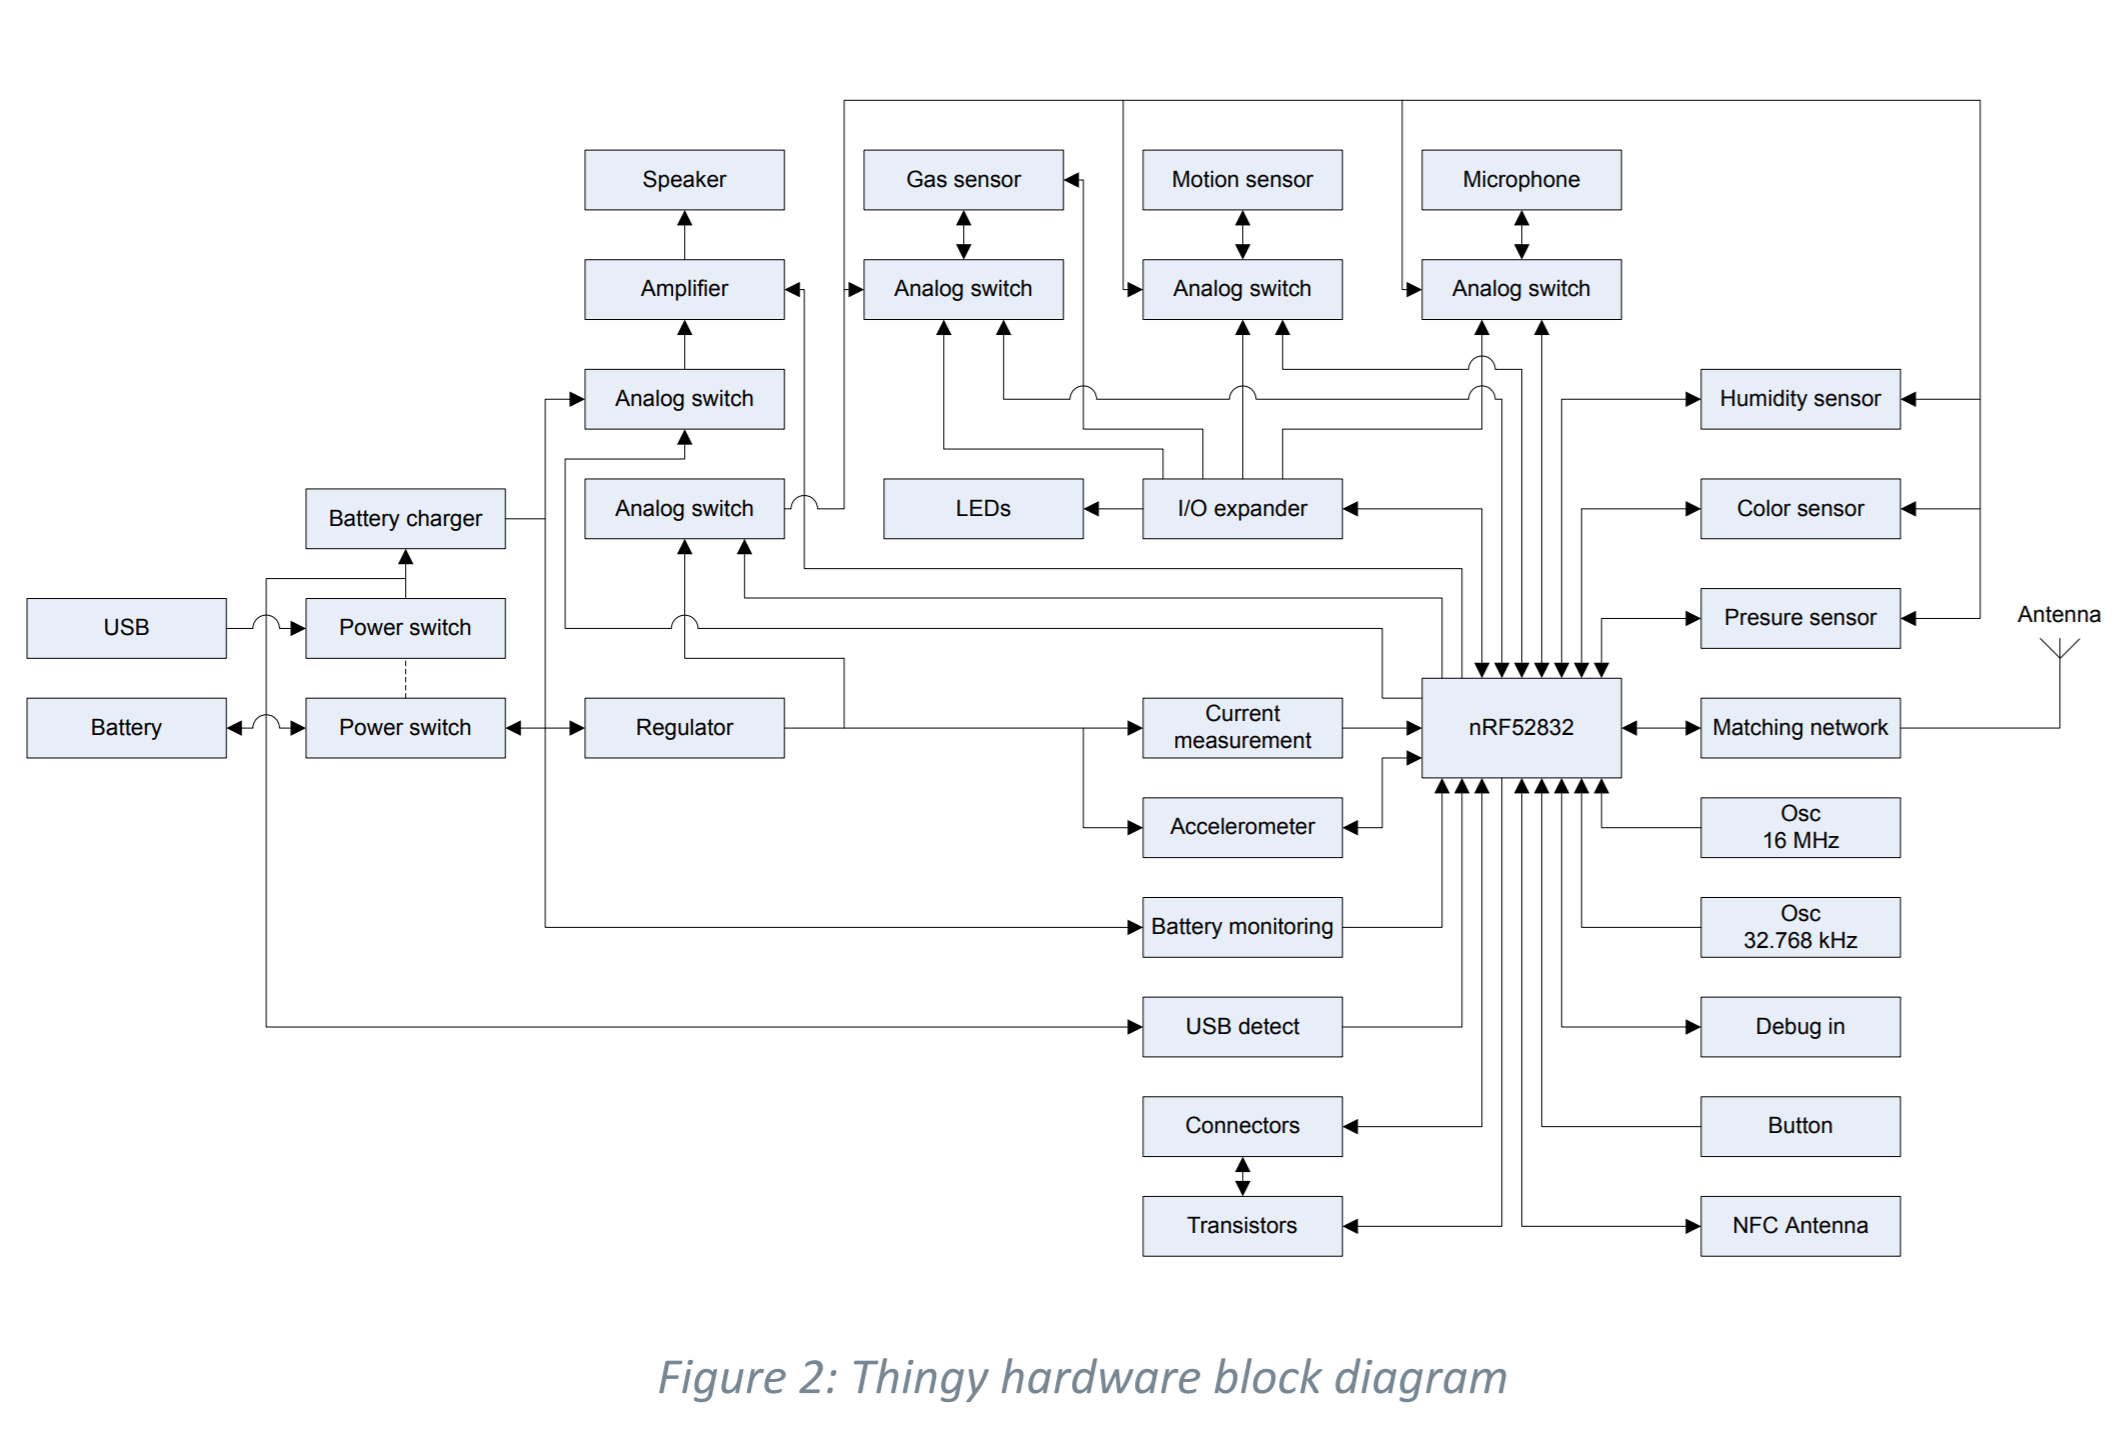 Speaker
Gas sensor
Motion sensor
Microphone
Amplifier
Analog switch
Analog switch
Analog switch
Analog switch
Humidity sensor
Battery charger
Analog switch
LEDs
I/O expander
Color sensor
USB
Power switch
Presure sensor
Antenna
Battery
Power switch
Regulator
Current
measurement
nRF52832
Matching network
Accelerometer
Osc
16 MHz
Battery monitoring
Osc
32.768 kHz
USB detect
Debug in
Connectors
Button
Transistors
NFC Antenna
Figure 2: Thingy hardware block diagram